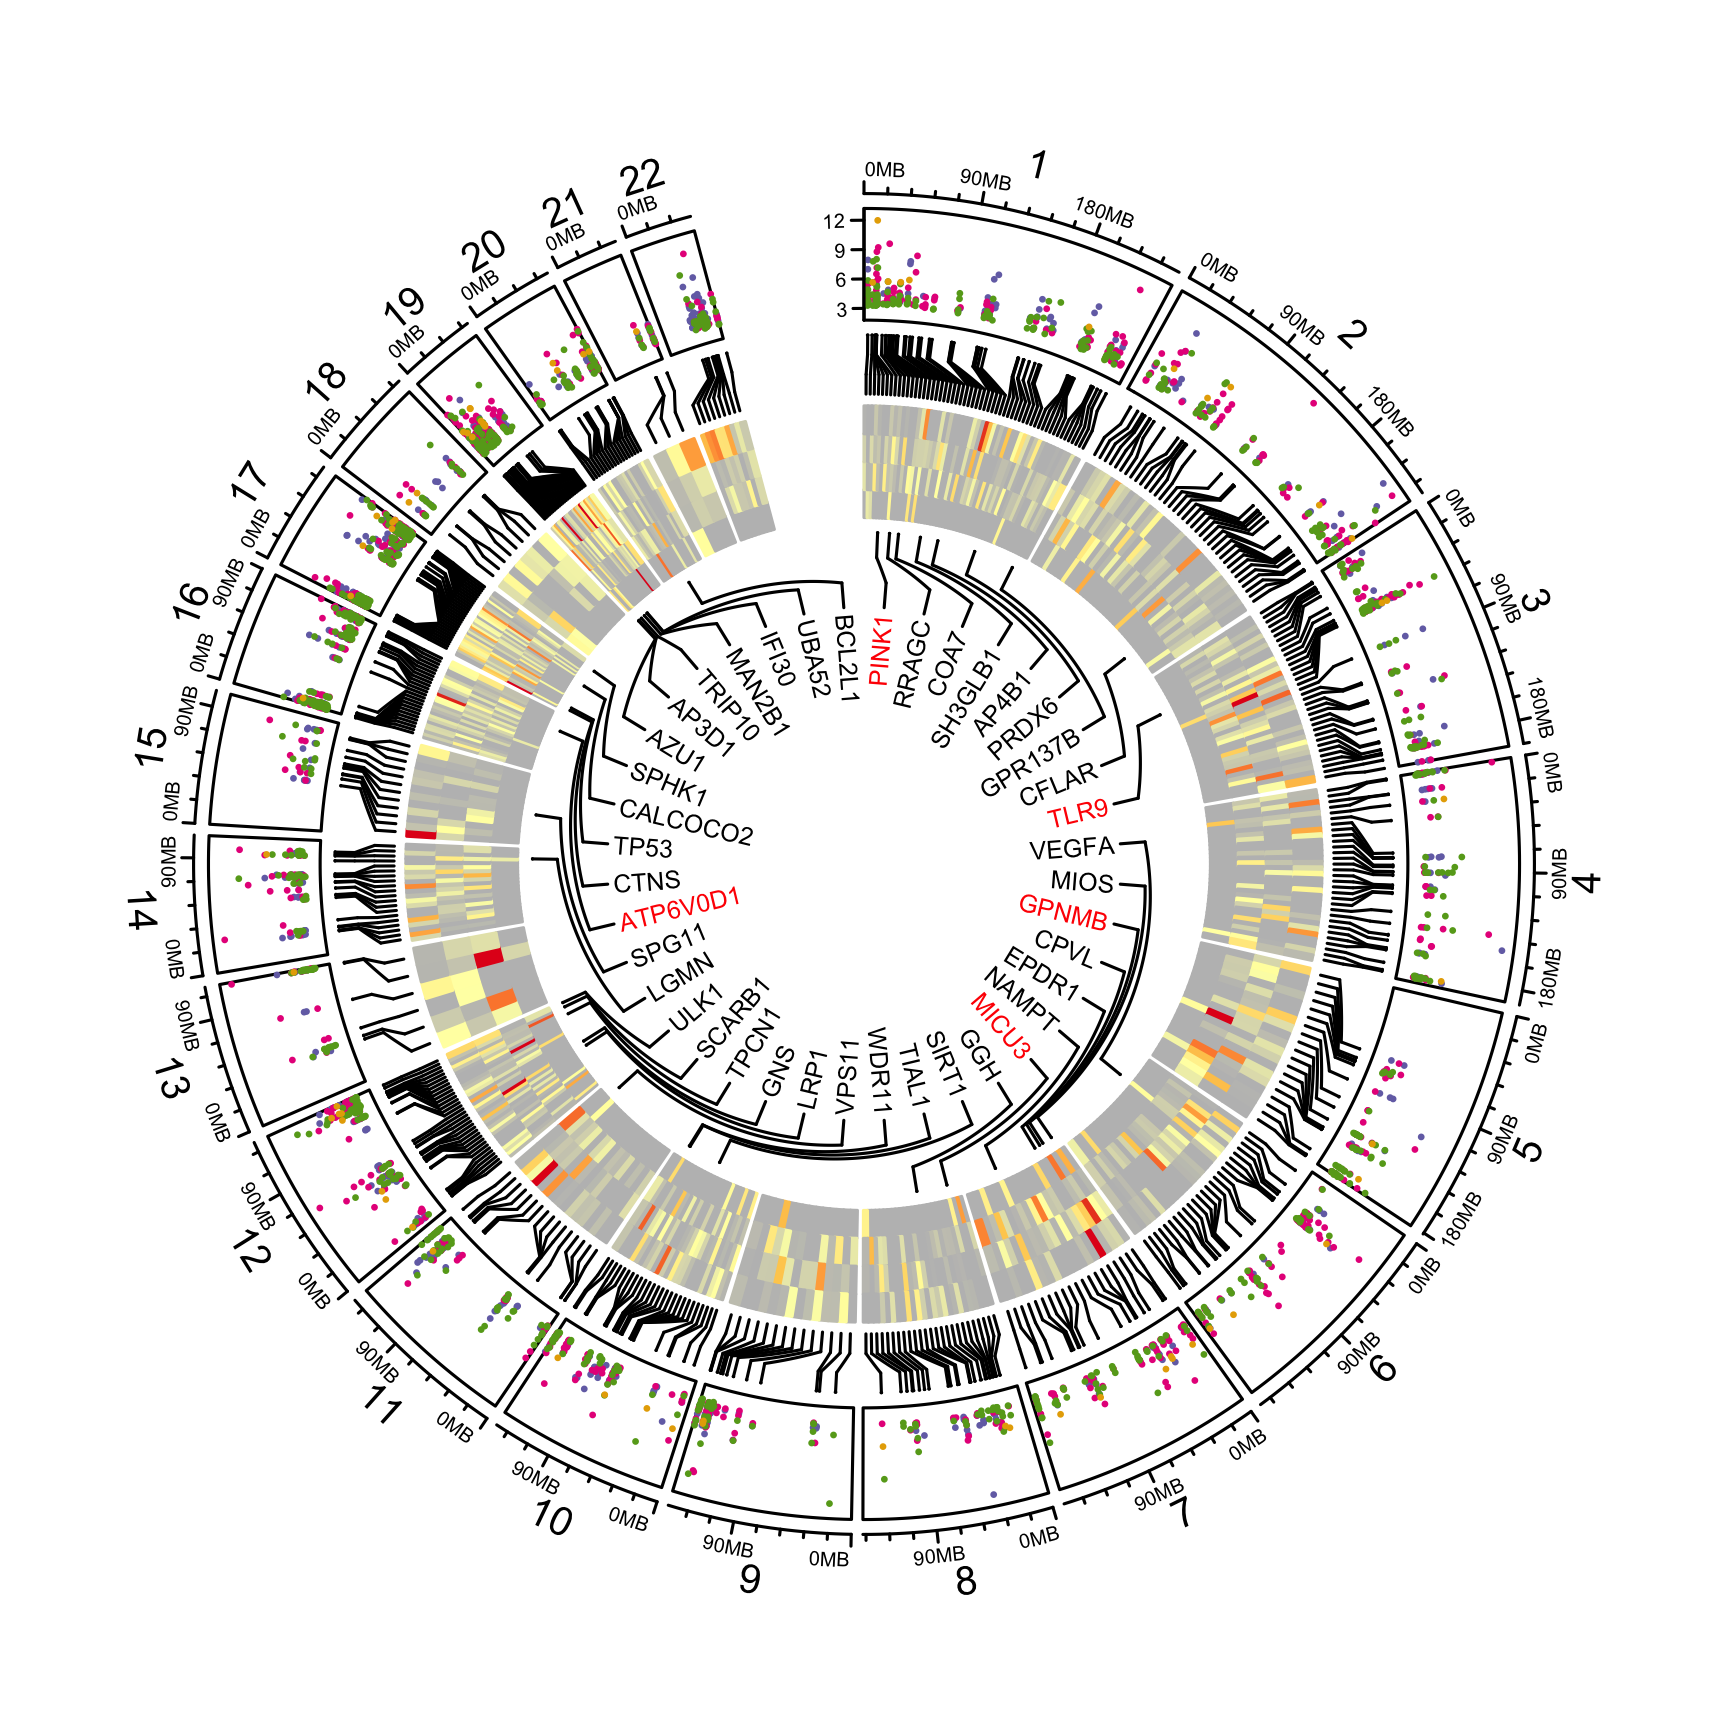 1
0MB
90MB
180MB
12
9
6
3
2
0MB
90MB
180MB
3
0MB
90MB
180MB
4
0MB
90MB
180MB
5
0MB
90MB
180MB
6
0MB
90MB
7
0MB
90MB
8
0MB
90MB
9
0MB
90MB
10
0MB
90MB
11
0MB
90MB
12
0MB
90MB
13
0MB
90MB
14
0MB
90MB
15
0MB
90MB
16
0MB
90MB
17
0MB
18
0MB
19
0MB
20
0MB
21
0MB
22
0MB
PINK1
RRAGC
COA7
SH3GLB1
AP4B1
PRDX6
GPR137B
CFLAR
TLR9
VEGFA
MIOS
GPNMB
CPVL
EPDR1
NAMPT
MICU3
GGH
SIRT1
TIAL1
WDR11
VPS11
LRP1
GNS
TPCN1
SCARB1
ULK1
LGMN
SPG11
ATP6V0D1
CTNS
TP53
CALCOCO2
SPHK1
AZU1
AP3D1
TRIP10
MAN2B1
IFI30
UBA52
BCL2L1